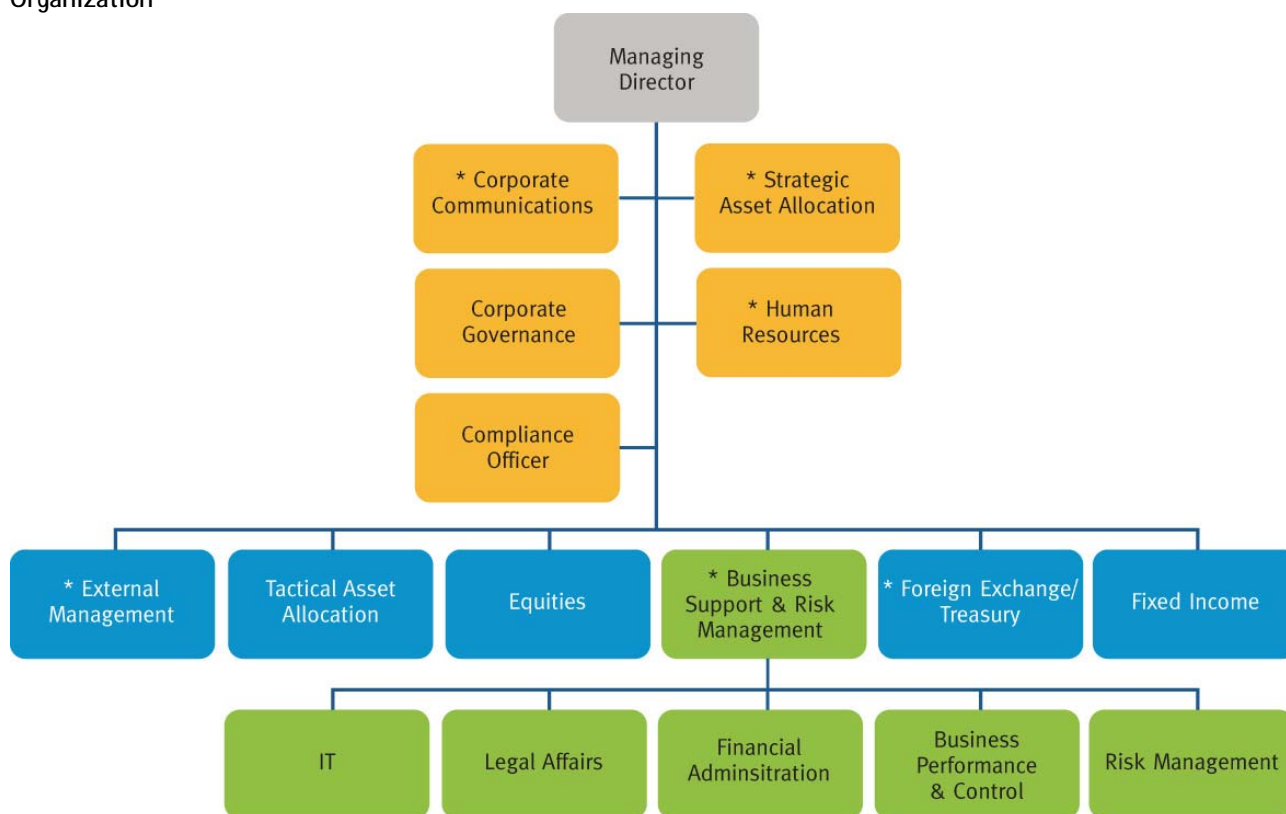 Organization
Managing
Director
* Corporate
Communications
* Strategic
Asset Allocation
Corporate
Governance
* Human
Resources
Compliance
Officer
* External
Management
Tactical Asset
Allocation
Equities
* Business
Support & Risk
Management
* Foreign Exchange/
Treasury
Fixed Income
IT
Legal Affairs
Financial
Adminsitration
Business
Performance
& Control
Risk Management